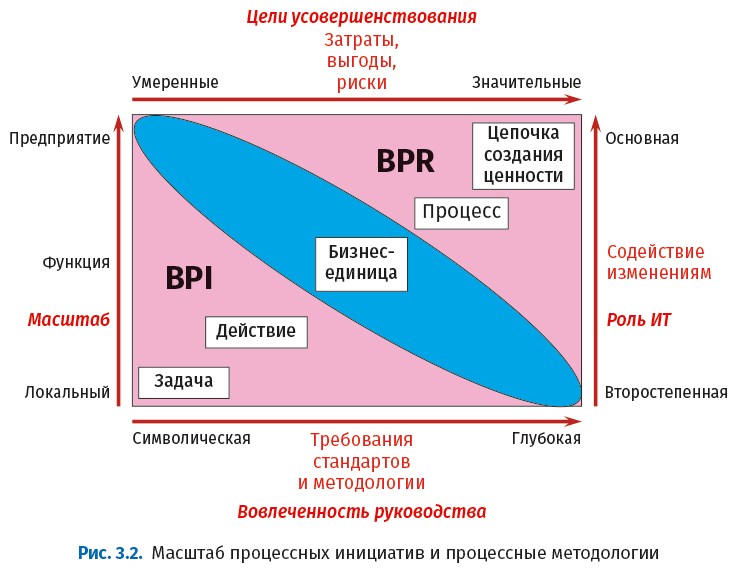 Цели усовершенствования
Затраты,
выгоды,
риски
Умеренные
Значительные
Предприятие
Функция
Масштаб
Локальный
BPR
Цепочка
создания
ценности
Процесс
Бизнес-
единица
BPI
Действие
Задача
Основная
Содействие
изменениям
Роль ИТ
Второстепенная
Символическая
Требования
стандартов
и методологии
Глубокая
Вовлеченность руководства
Рис. 3.2. Масштаб процессных инициатив и процессные методологии